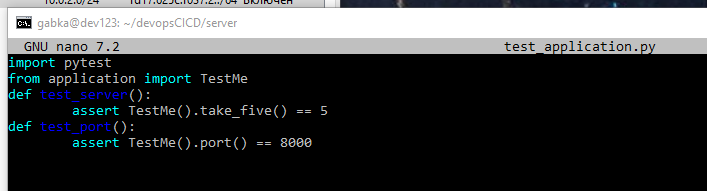 gabka@dev123: ~/devopsCICD/server
GNU nano 7.2 test_application.py
import pytest
from application import TestMe
def test_server():
        assert TestMe().take_five() == 5
def test_port():
        assert TestMe().port() == 8000